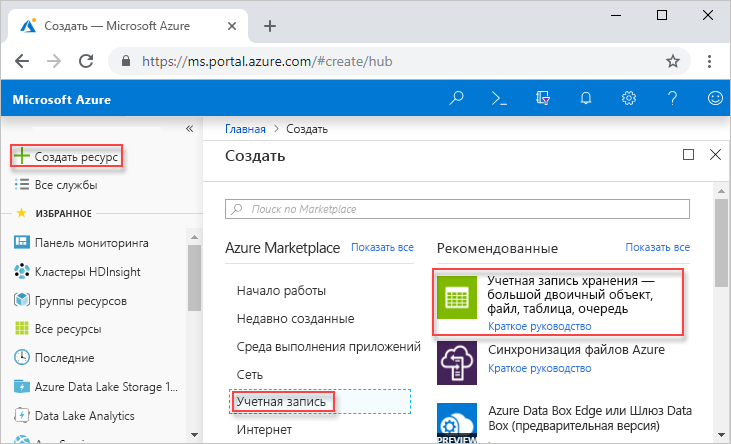 Создать — Microsoft Azure
https://ms.portal.azure.com/#create/hub
Microsoft Azure
Создать ресурс
Все службы
ИЗБРАННОЕ
Панель мониторинга
Кластеры HDInsight
Группы ресурсов
Все ресурсы
Последние
Azure Data Lake Storage 1...
Data Lake Analytics
Главная > Создать
Создать
Поиск по Marketplace
Azure Marketplace
Показать все
Начало работы
Недавно созданные
Среда выполнения приложений
Сеть
Учетная запись
Интернет
Рекомендованные
Показать все
Учетная запись хранения —
большой двоичный объект,
файл, таблица, очередь
Краткое руководство
Синхронизация файлов Azure
Краткое руководство
PREVIEW
Azure Data Box Edge или Шлюз Data
Box (предварительная версия)